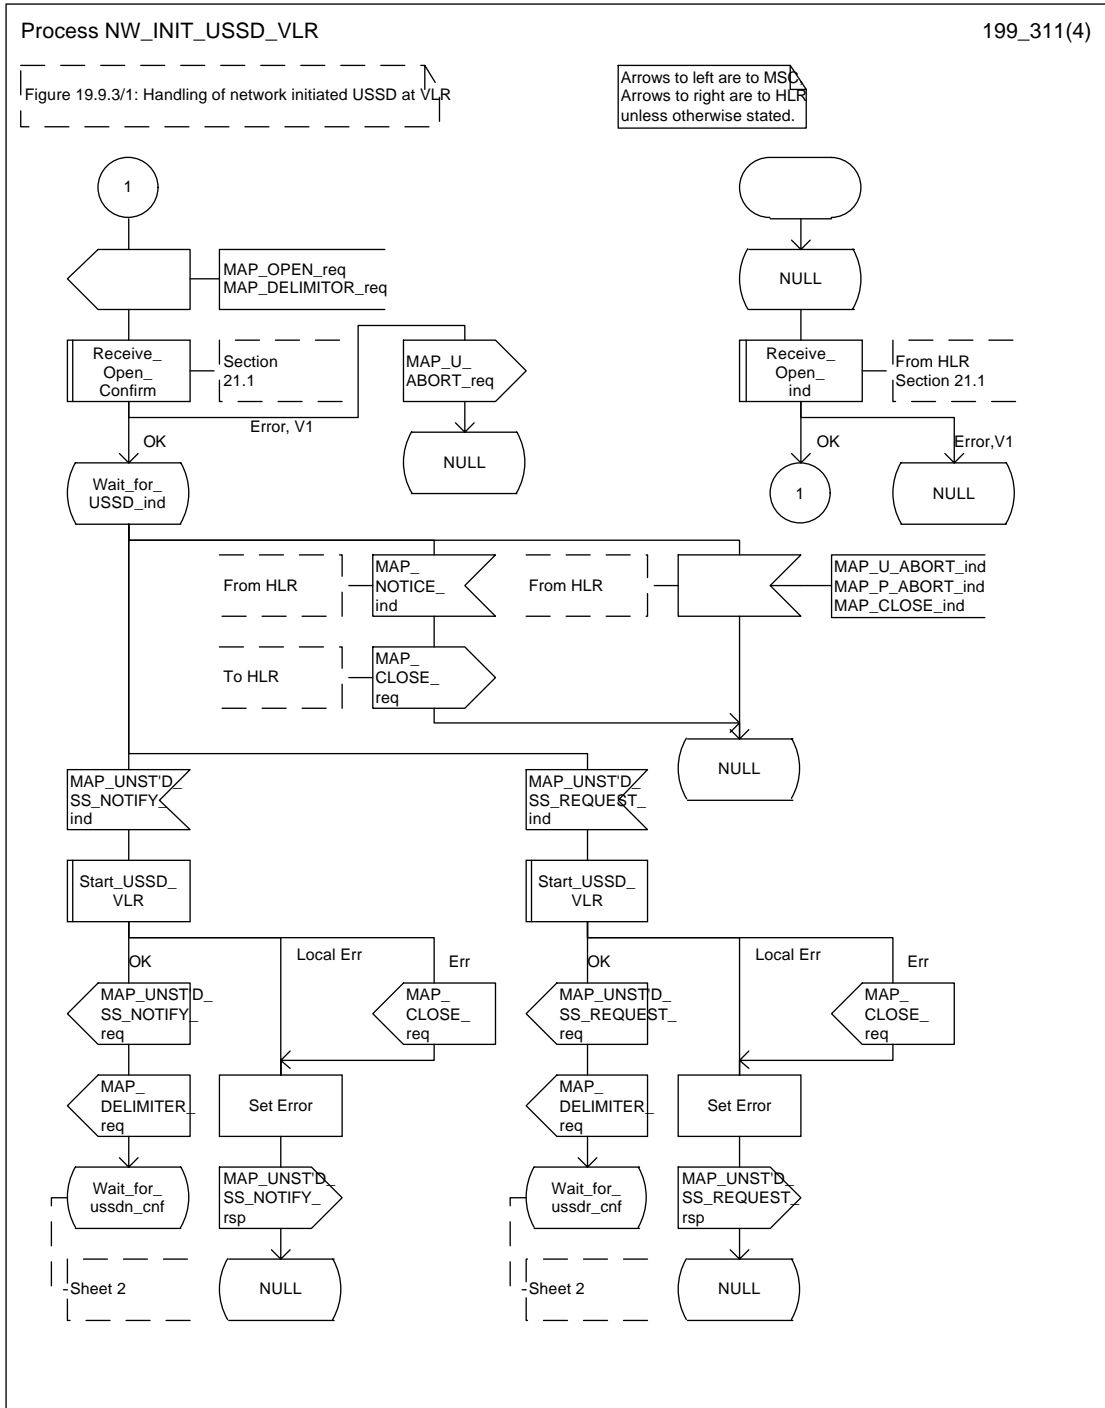 Process NW_INIT_USSD_VLR
199_311(4)
Figure 19.9.3/1: Handling of network initiated USSD at VLR
Arrows to left are to MSC.
Arrows to right are to HLR
unless otherwise stated.
1
MAP_OPEN_req
MAP_DELIMITOR_req
NULL
Receive_
Open_
Confirm
Section
21.1
MAP_U_
ABORT_req
Receive_
Open_
ind
From HLR
Section 21.1
Error, V1
OK
NULL
OK
Error,V1
Wait_for_
USSD_ind
1
NULL
From HLR
MAP_
NOTICE_
ind
From HLR
MAP_U_ABORT_ind
MAP_P_ABORT_ind
MAP_CLOSE_ind
To HLR
MAP_
CLOSE_
req
NULL
MAP_UNST'D_
SS_NOTIFY_
ind
MAP_UNST'D_
SS_REQUEST_
ind
Start_USSD_
VLR
Start_USSD_
VLR
OK
Local Err
Err
OK
Local Err
Err
MAP_UNST'D_
SS_NOTIFY_
req
MAP_
CLOSE_
req
MAP_UNST'D_
SS_REQUEST_
req
MAP_
CLOSE_
req
MAP_
DELIMITER_
req
Set Error
MAP_
DELIMITER_
req
Set Error
Wait_for_
ussdn_cnf
MAP_UNST'D_
SS_NOTIFY_
rsp
Wait_for_
ussdr_cnf
MAP_UNST'D_
SS_REQUEST_
rsp
Sheet 2
NULL
Sheet 2
NULL